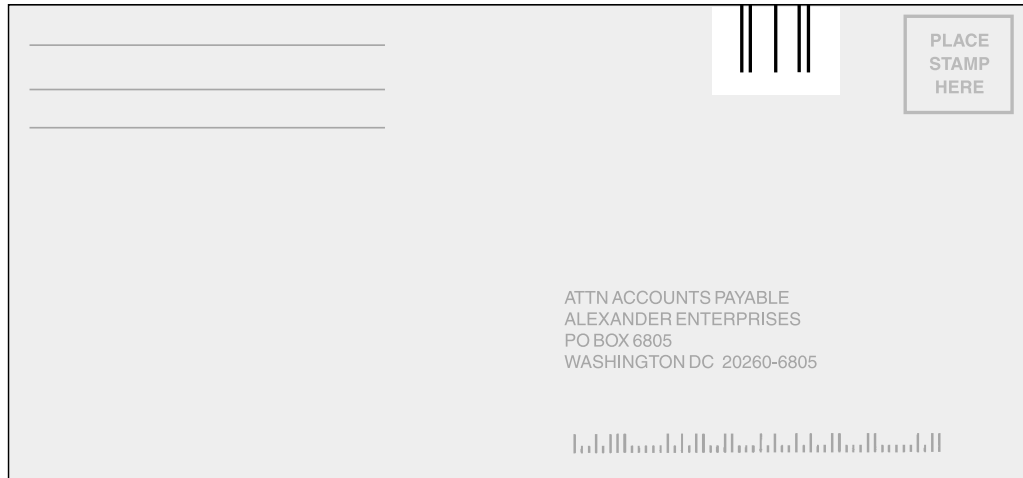 PLACE
STAMP
HERE
ATTN ACCOUNTS PAYABLE
ALEXANDER ENTERPRISES
PO BOX 6805
WASHINGTON DC  20260-6805